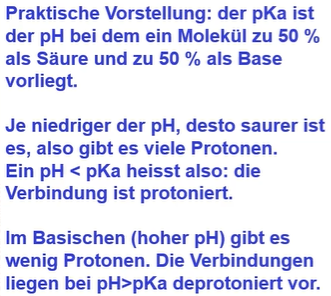 Praktische Vorstellung: der pKa ist
der pH bei dem ein Molekül zu 50 %
als Säure und zu 50 % als Base
vorliegt.
Je niedriger der pH, desto saurer ist
es, also gibt es viele Protonen.
Ein pH < pKa heisst also: die
Verbindung ist protoniert.
Im Basischen (hoher pH) gibt es
wenig Protonen. Die Verbindungen
liegen bei pH>pKa deprotoniert vor.